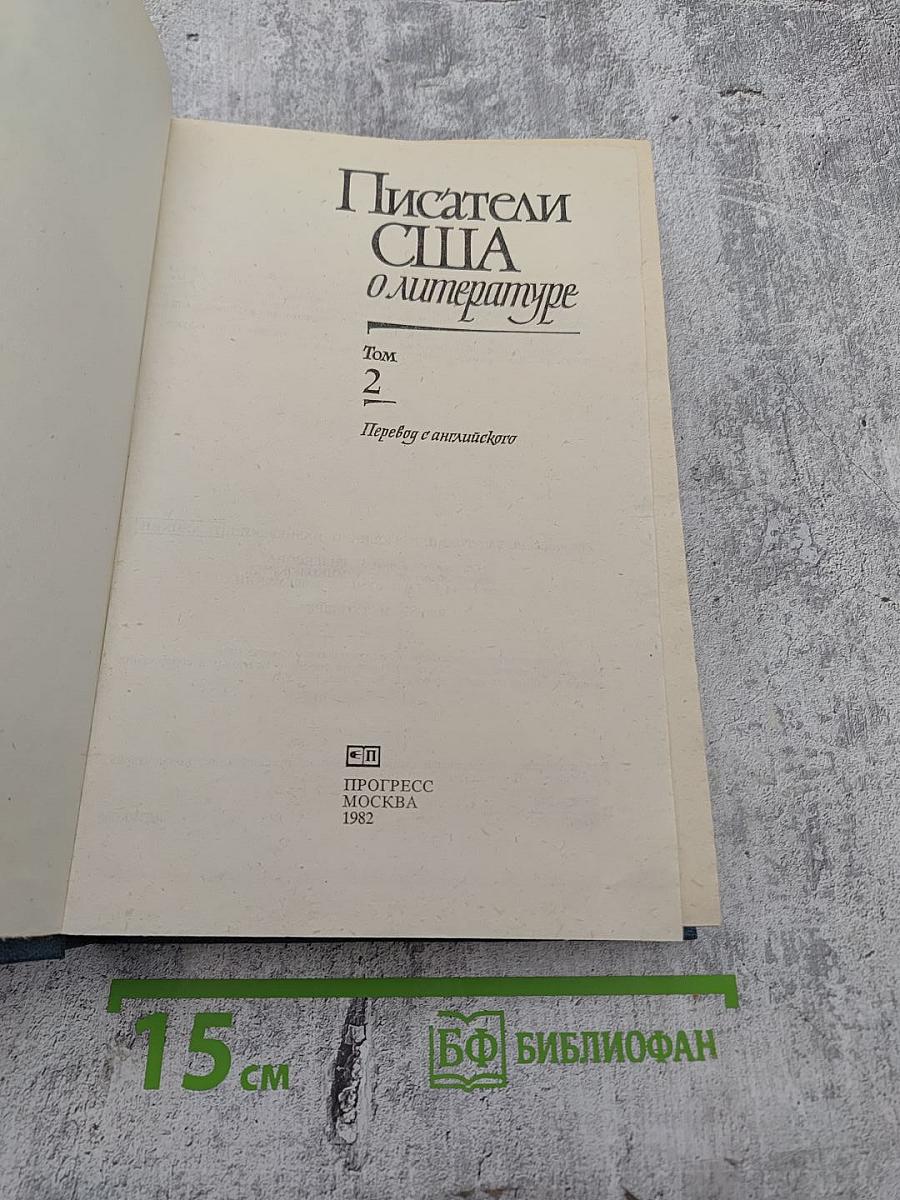 Писатели
США
о литературе
Том
2
Перевод с английского
ПРОГРЕСС
МОСКВА
1982
15 см
БФ БИБЛИОФАН